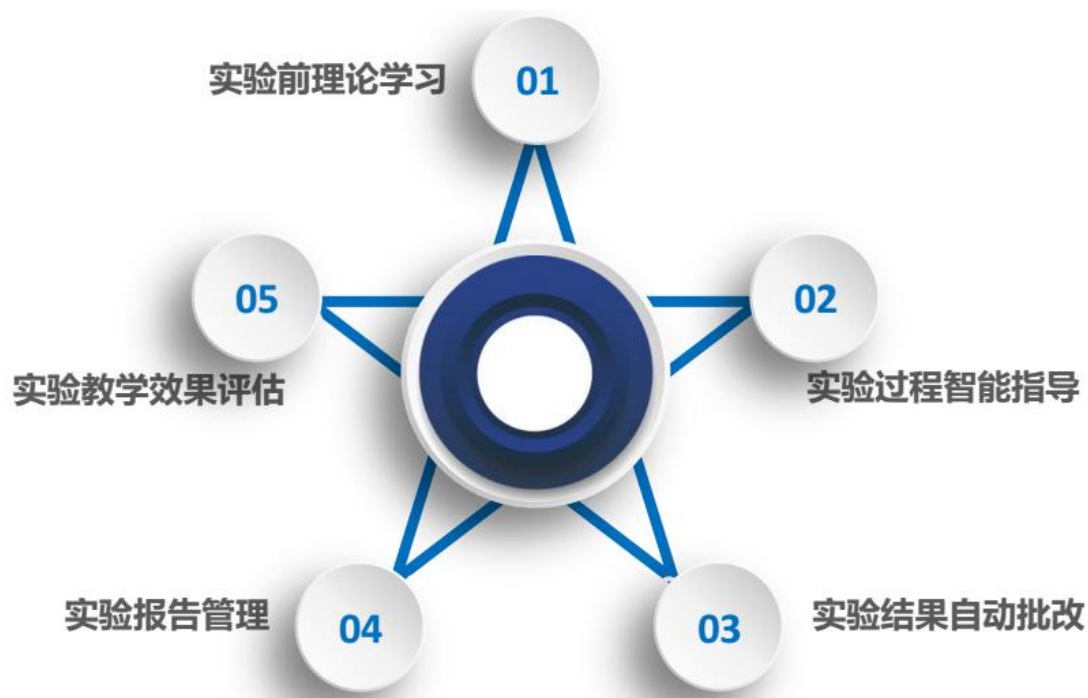 实验前理论学习
01
05
02
实验教学效果评估
实验过程智能指导
实验报告管理
04
03
实验结果自动批改